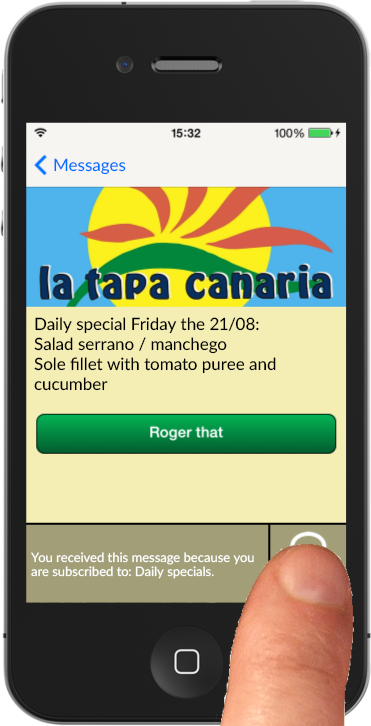 15:32
100%
Messages
la tapa canaria
Daily special Friday the 21/08:
Salad serrano / manchego
Sole fillet with tomato puree and
cucumber
Roger that
You received this message because you
are subscribed to: Daily specials.